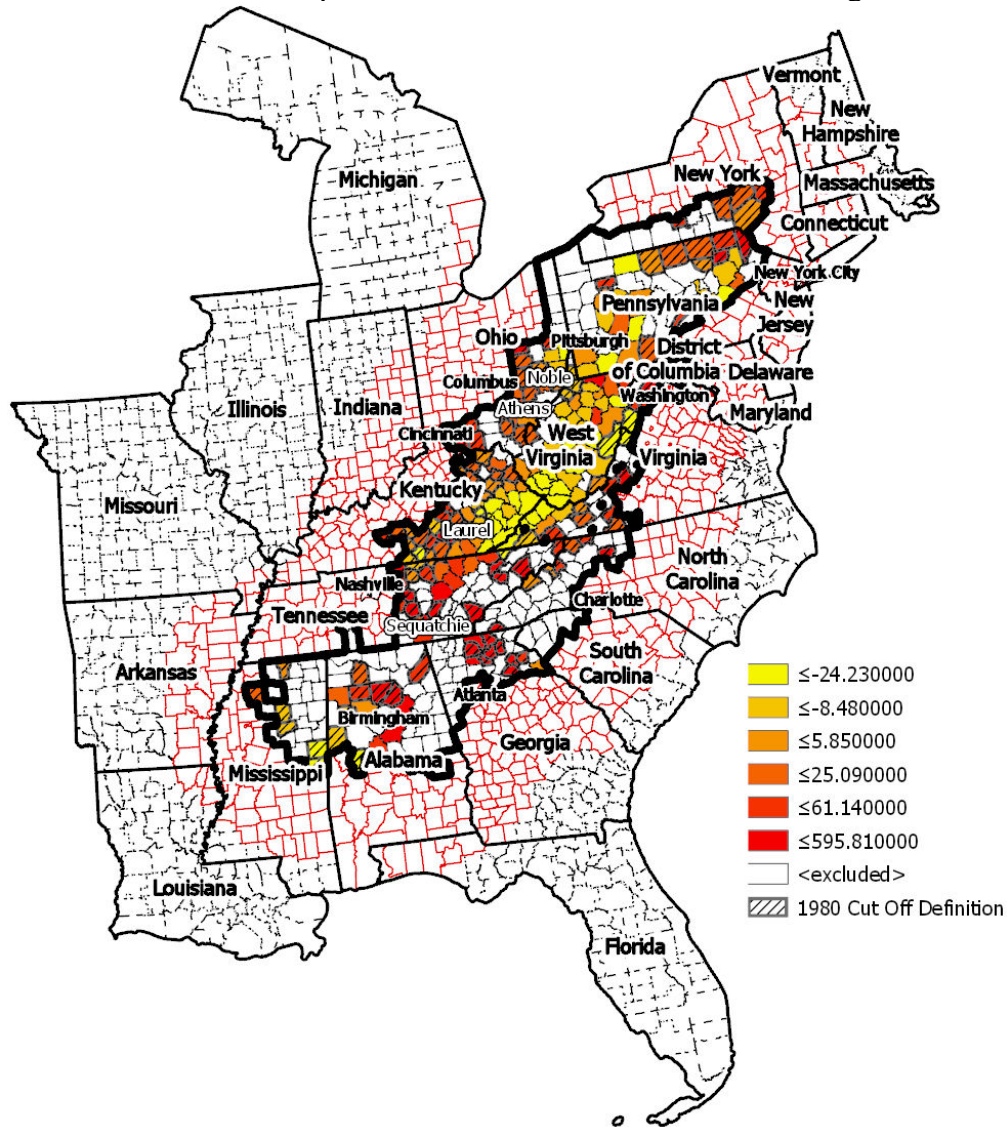 Vermont
New
Hampshire
Michigan
New York
Massachusetts
Connecticut
New York City
Pennsylvania
New
Jersey
Ohio
Pittsburgh
District
of Columbia
Delaware
Columbus
Noble
Washington
Maryland
Illinois
Indiana
Athens
West
Virginia
Cincinnati
Virginia
Missouri
Kentucky
Laurel
North
Carolina
Nashville
Charlotte
Tennessee
Sequatchie
South
Carolina
Arkansas
Atlanta
Birmingham
Georgia
Alabama
Mississippi
Louisiana
Florida
≤-24.230000
≤-8.480000
≤5.850000
≤25.090000
≤61.140000
≤595.810000
<excluded>
1980 Cut Off Definition